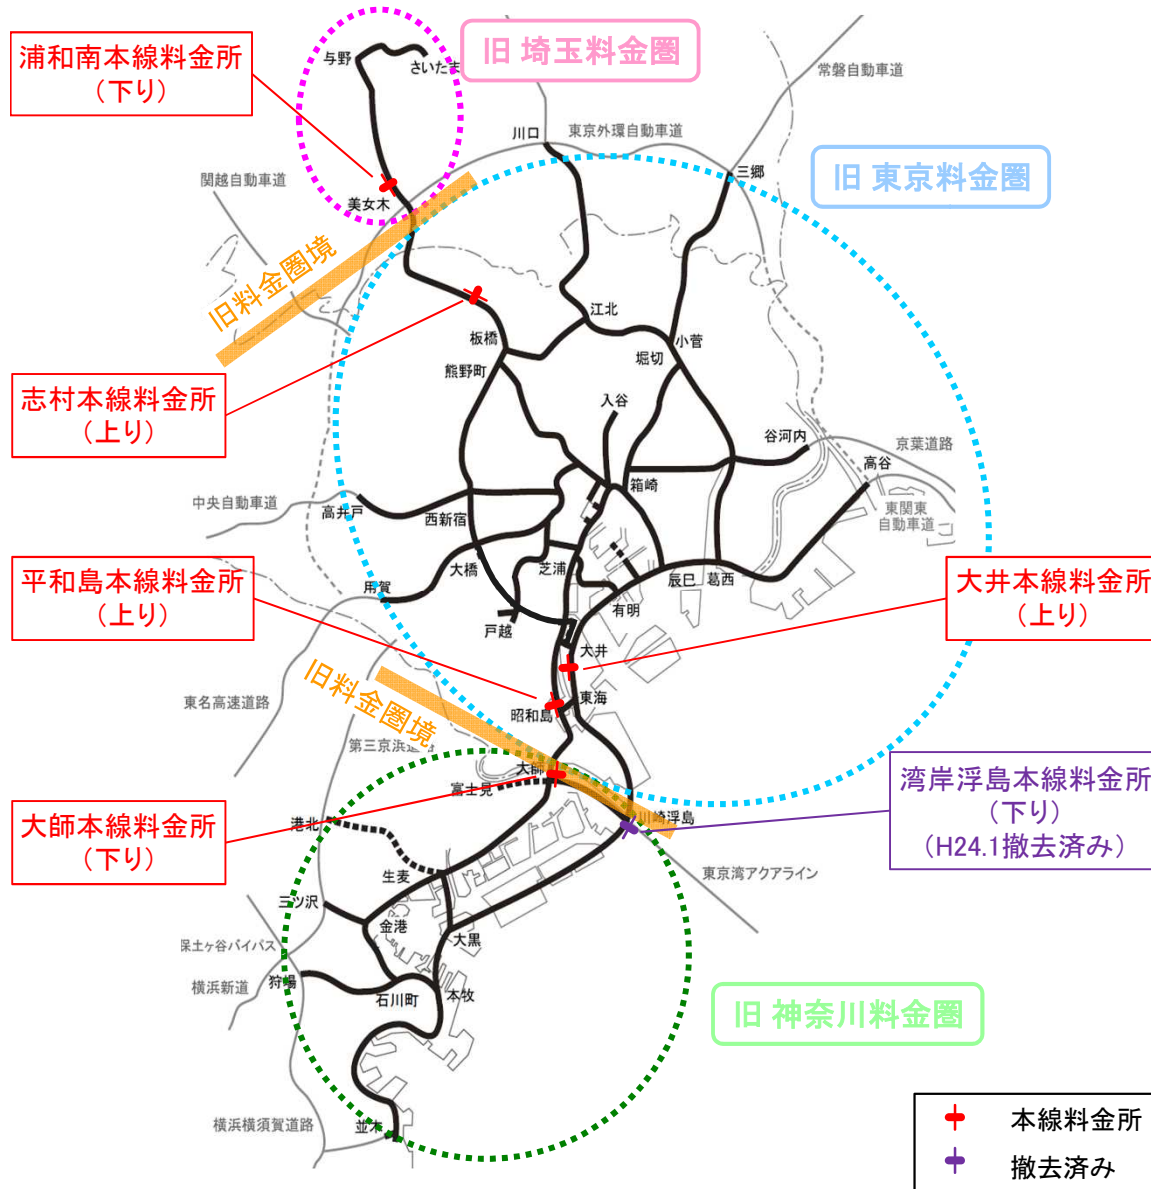 浦和南本線料金所
（下り）
旧 埼玉料金圏
与野
さいたま
常磐自動車道
川口
東京外環自動車道
三郷
旧 東京料金圏
関越自動車道
美女木
旧料金圏境
江北
板橋
小菅
堀切
熊野町
志村本線料金所
（上り）
入谷
谷河内
京葉道路
高谷
箱崎
中央自動車道
高井戸
西新宿
東関東
自動車道
平和島本線料金所
（上り）
大橋
芝浦
辰巳
葛西
用賀
有明
戸越
大井本線料金所
（上り）
大井
旧料金圏境
東海
東名高速道路
昭和島
第三京浜道
大師
富士見
湾岸浮島本線料金所
（下り）
（H24.1撤去済み）
大師本線料金所
（下り）
川崎浮島
港北
生麦
東京湾アクアライン
三ツ沢
金港
大黒
保土ヶ谷バイパス
狩場
横浜新道
石川町
本牧
旧 神奈川料金圏
横浜横須賀道路
並木
本線料金所
撤去済み